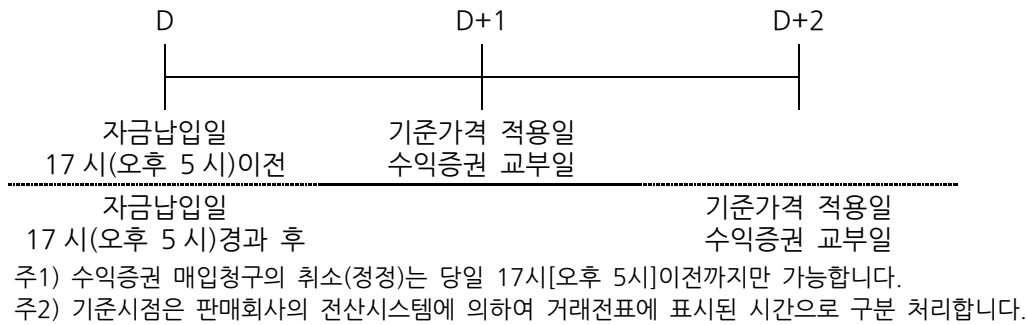 D D+1 D+2
자금납입일 기준가격 적용일
17 시(오후 5 시)이전 수익증권 교부일
자금납입일 기준가격 적용일
17 시(오후 5 시)경과 후 수익증권 교부일
주1) 수익증권 매입청구의 취소(정정)는 당일 17시[오후 5시]이전까지만 가능합니다.
주2) 기준시점은 판매회사의 전산시스템에 의하여 거래전표에 표시된 시간으로 구분 처리합니다.